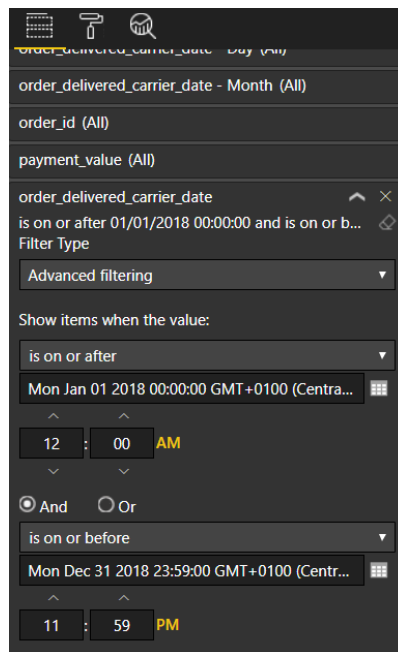 order_delivered_carrier_date - Day (All)
order_delivered_carrier_date - Month (All)
order_id (All)
payment_value (All)
order_delivered_carrier_date
is on or after 01/01/2018 00:00:00 and is on or b...
Filter Type
Advanced filtering
Show items when the value:
is on or after
Mon Jan 01 2018 00:00:00 GMT+0100 (Centra...
12 : 00 AM
And Or
is on or before
Mon Dec 31 2018 23:59:00 GMT+0100 (Centr...
11 : 59 PM